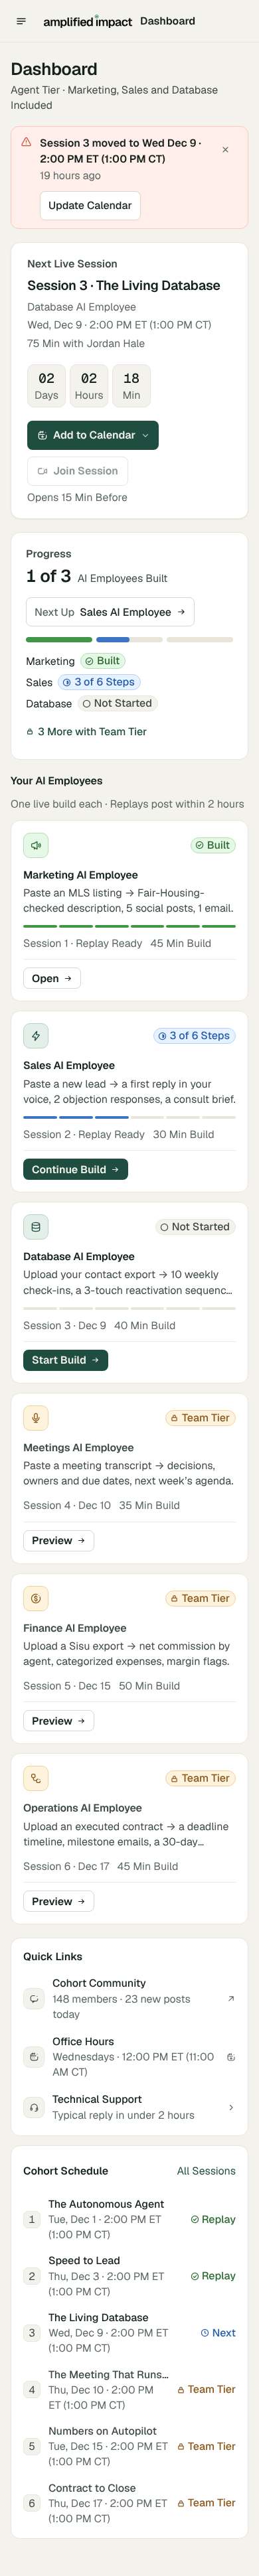 amplified impact Dashboard
Dashboard
Agent Tier · Marketing, Sales and Database
Included
Session 3 moved to Wed Dec 9 ·
2:00 PM ET (1:00 PM CT)
19 hours ago
Update Calendar
Next Live Session
Session 3 · The Living Database
Database AI Employee
Wed, Dec 9 · 2:00 PM ET (1:00 PM CT)
75 Min with Jordan Hale
02 02 18
Days Hours Min
Add to Calendar
Join Session
Opens 15 Min Before
Progress
1 of 3 AI Employees Built
Next Up Sales AI Employee →
Marketing Built
Sales 3 of 6 Steps
Database Not Started
3 More with Team Tier
Your AI Employees
One live build each · Replays post within 2 hours
Built
Marketing AI Employee
Paste an MLS listing → Fair-Housing-
checked description, 5 social posts, 1 email.
Session 1 · Replay Ready 45 Min Build
Open →
3 of 6 Steps
Sales AI Employee
Paste a new lead → a first reply in your
voice, 2 objection responses, a consult brief.
Session 2 · Replay Ready 30 Min Build
Continue Build →
Not Started
Database AI Employee
Upload your contact export → 10 weekly
check-ins, a 3-touch reactivation sequenc...
Session 3 · Dec 9 40 Min Build
Start Build →
Team Tier
Meetings AI Employee
Paste a meeting transcript → decisions,
owners and due dates, next week's agenda.
Session 4 · Dec 10 35 Min Build
Preview →
Team Tier
Finance AI Employee
Upload a Sisu export → net commission by
agent, categorized expenses, margin flags.
Session 5 · Dec 15 50 Min Build
Preview →
Team Tier
Operations AI Employee
Upload an executed contract → a deadline
timeline, milestone emails, a 30-day...
Session 6 · Dec 17 45 Min Build
Preview →
Quick Links
Cohort Community
148 members · 23 new posts
today
Office Hours
Wednesdays · 12:00 PM ET (11:00
AM CT)
Technical Support
Typical reply in under 2 hours
Cohort Schedule All Sessions
The Autonomous Agent
1 Tue, Dec 1 · 2:00 PM ET Replay
(1:00 PM CT)
Speed to Lead
2 Thu, Dec 3 · 2:00 PM ET Replay
(1:00 PM CT)
The Living Database
3 Wed, Dec 9 · 2:00 PM ET Next
(1:00 PM CT)
The Meeting That Runs...
4 Thu, Dec 10 · 2:00 PM Team Tier
ET (1:00 PM CT)
Numbers on Autopilot
5 Tue, Dec 15 · 2:00 PM ET Team Tier
(1:00 PM CT)
Contract to Close
6 Thu, Dec 17 · 2:00 PM ET Team Tier
(1:00 PM CT)